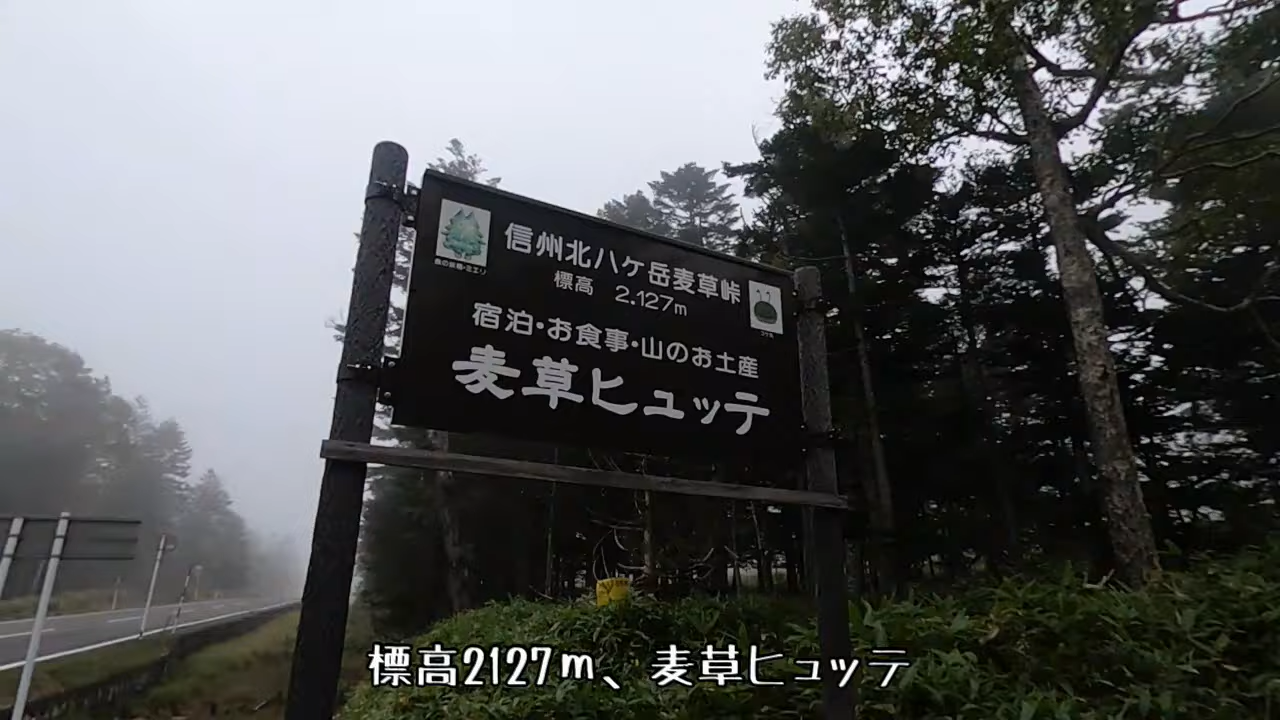 信州北八ケ岳麦草峠
標高 2.127m
宿泊・お食事・山のお土産
麦草ヒュッテ
標高2127m、麦草ヒュッテ